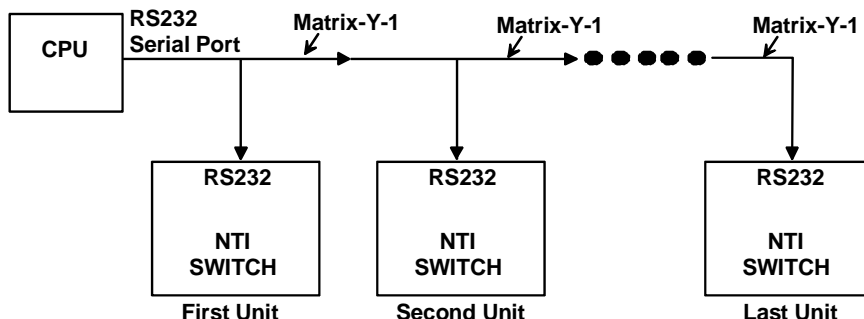 RS232
Serial Port
CPU
Matrix-Y-1
Matrix-Y-1
Matrix-Y-1
RS232
NTI
SWITCH
First Unit
RS232
NTI
SWITCH
Second Unit
RS232
NTI
SWITCH
Last Unit